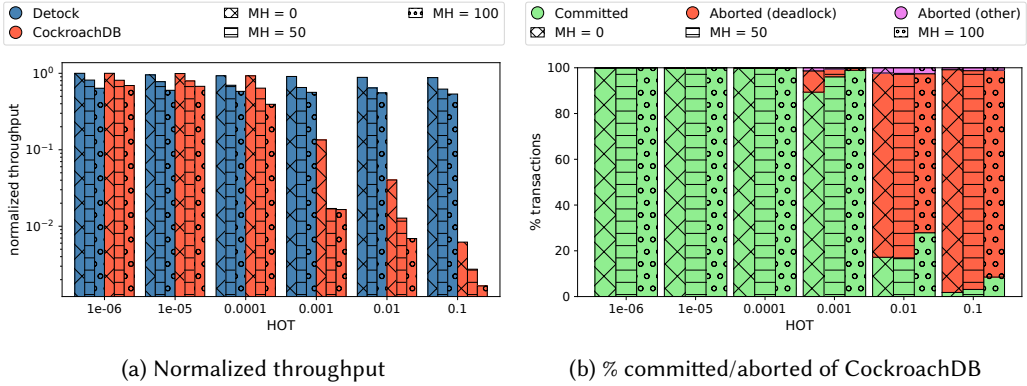 Detock MH = 0 MH = 100
CockroachDB MH = 50
normalized throughput
10⁰
10⁻¹
10⁻²
1e-06 1e-05 0.0001 0.001 0.01 0.1
HOT
(a) Normalized throughput
Committed Aborted (deadlock) Aborted (other)
MH = 0 MH = 50 MH = 100
% transactions
100
80
60
40
20
0
1e-06 1e-05 0.0001 0.001 0.01 0.1
HOT
(b) % committed/aborted of CockroachDB